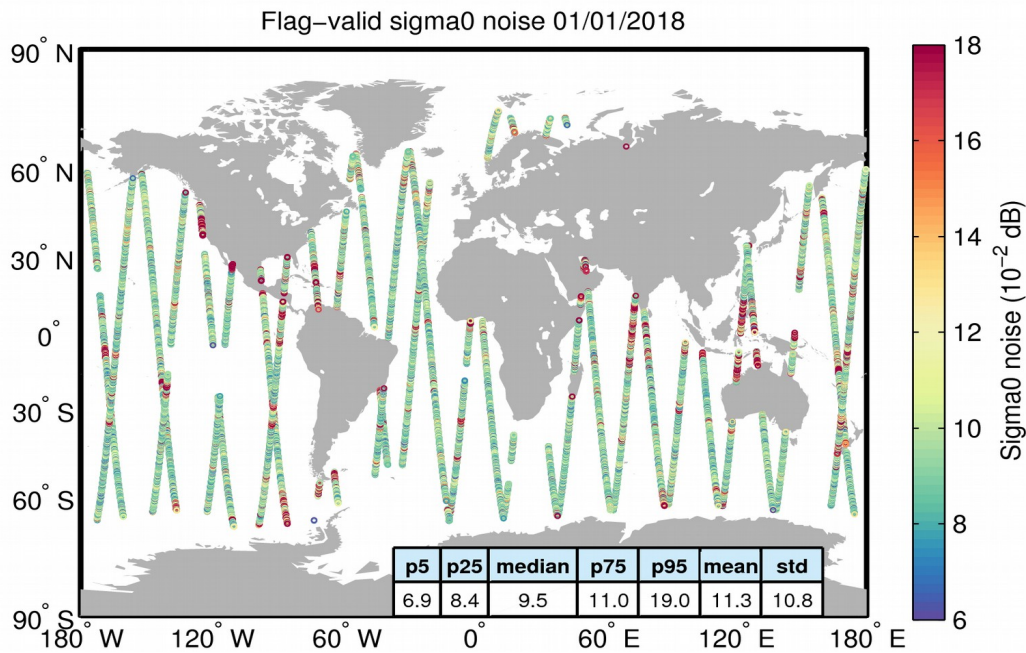 Flag−valid sigma0 noise 01/01/2018
90° N
60° N
30° N
0°
30° S
60° S
90° S
180° W
120° W
60° W
0°
60° E
120° E
180° E
p5 p25 median p75 p95 mean std
6.9 8.4 9.5 11.0 19.0 11.3 10.8
18
16
14
12
10
8
6
Sigma0 noise (10⁻² dB)